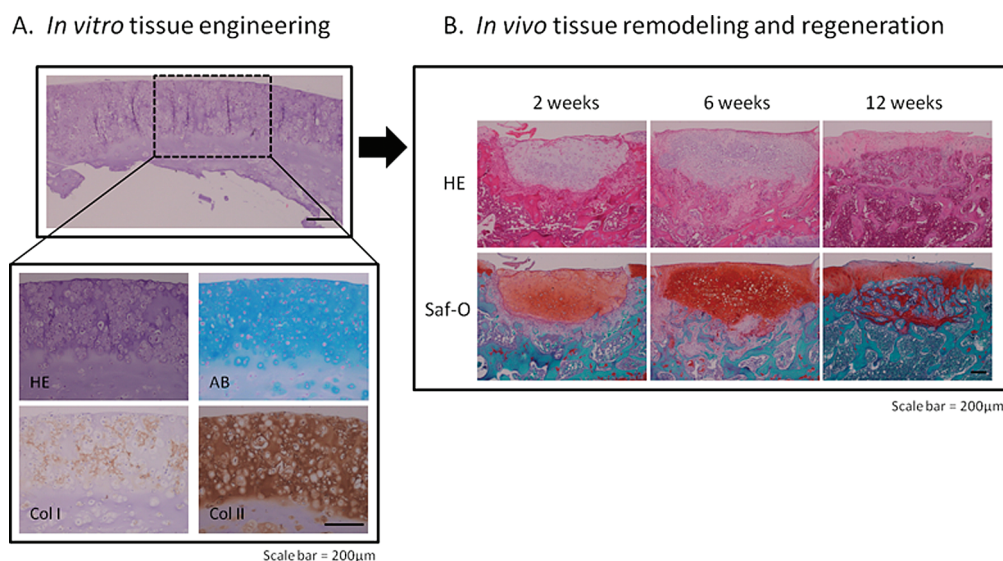 A. In vitro tissue engineering
HE
AB
Col I
Col II
Scale bar = 200μm
B. In vivo tissue remodeling and regeneration
2 weeks
6 weeks
12 weeks
HE
Saf-O
Scale bar = 200μm